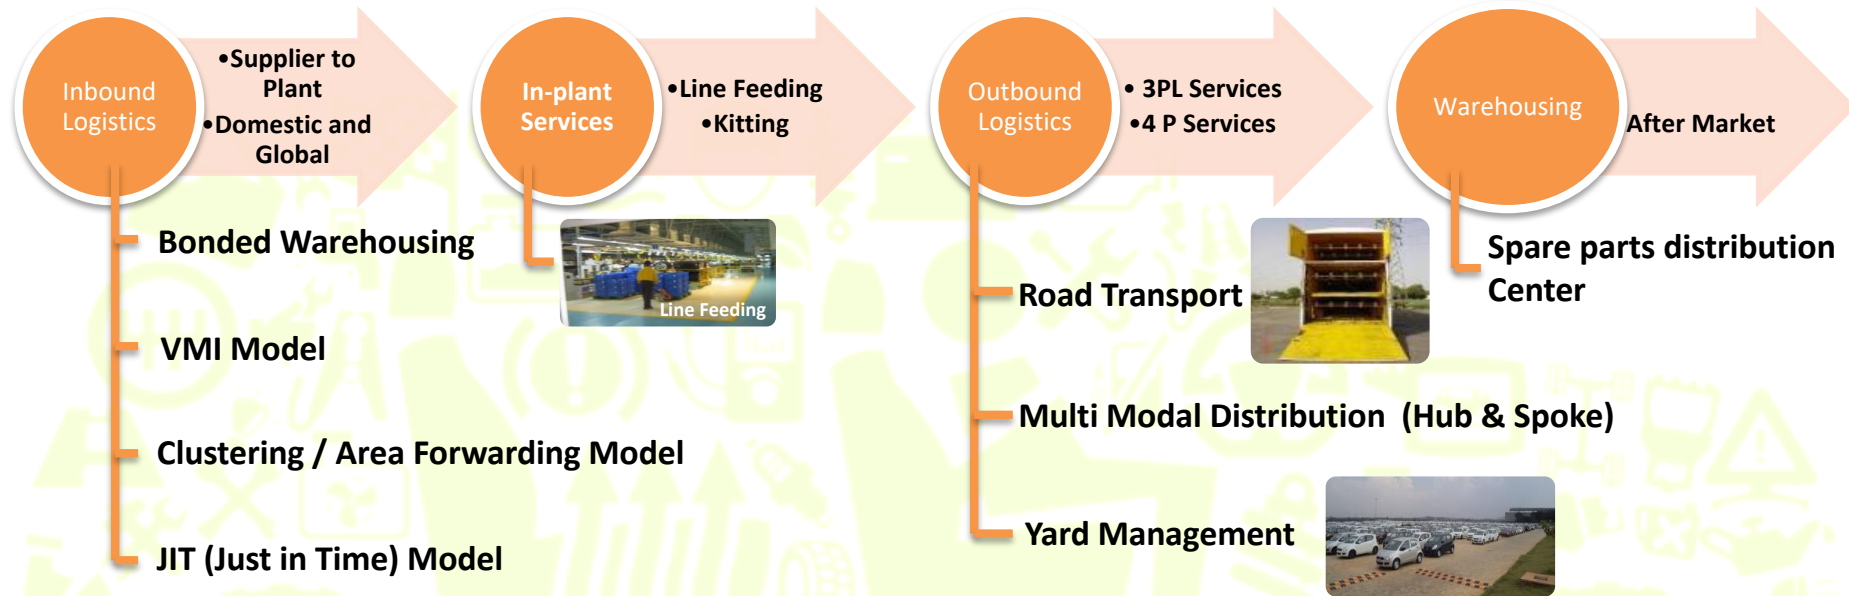 Inbound
Logistics
•Supplier to
Plant
•Domestic and
Global
In-plant
Services
•Line Feeding
•Kitting
Outbound
Logistics
• 3PL Services
•4 P Services
Warehousing
After Market
Bonded Warehousing
VMI Model
Clustering / Area Forwarding Model
JIT (Just in Time) Model
Line Feeding
Road Transport
Multi Modal Distribution (Hub & Spoke)
Yard Management
Spare parts distribution
Center